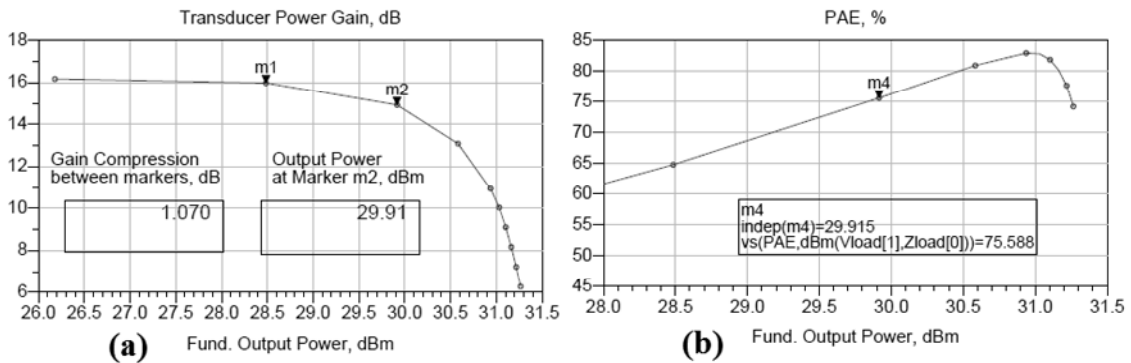 Transducer Power Gain, dB
18
16
14
12
10
8
6
m1
m2
Gain Compression
between markers, dB
1.070
Output Power
at Marker m2, dBm
29.91
26.0 26.5 27.0 27.5 28.0 28.5 29.0 29.5 30.0 30.5 31.0 31.5
(a)
Fund. Output Power, dBm
PAE, %
85
80
75
70
65
60
55
50
45
m4
m4
indep(m4)=29.915
vs(PAE,dBm(Vload[1],Zload[0]))=75.588
28.0 28.5 29.0 29.5 30.0 30.5 31.0 31.5
(b)
Fund. Output Power, dBm